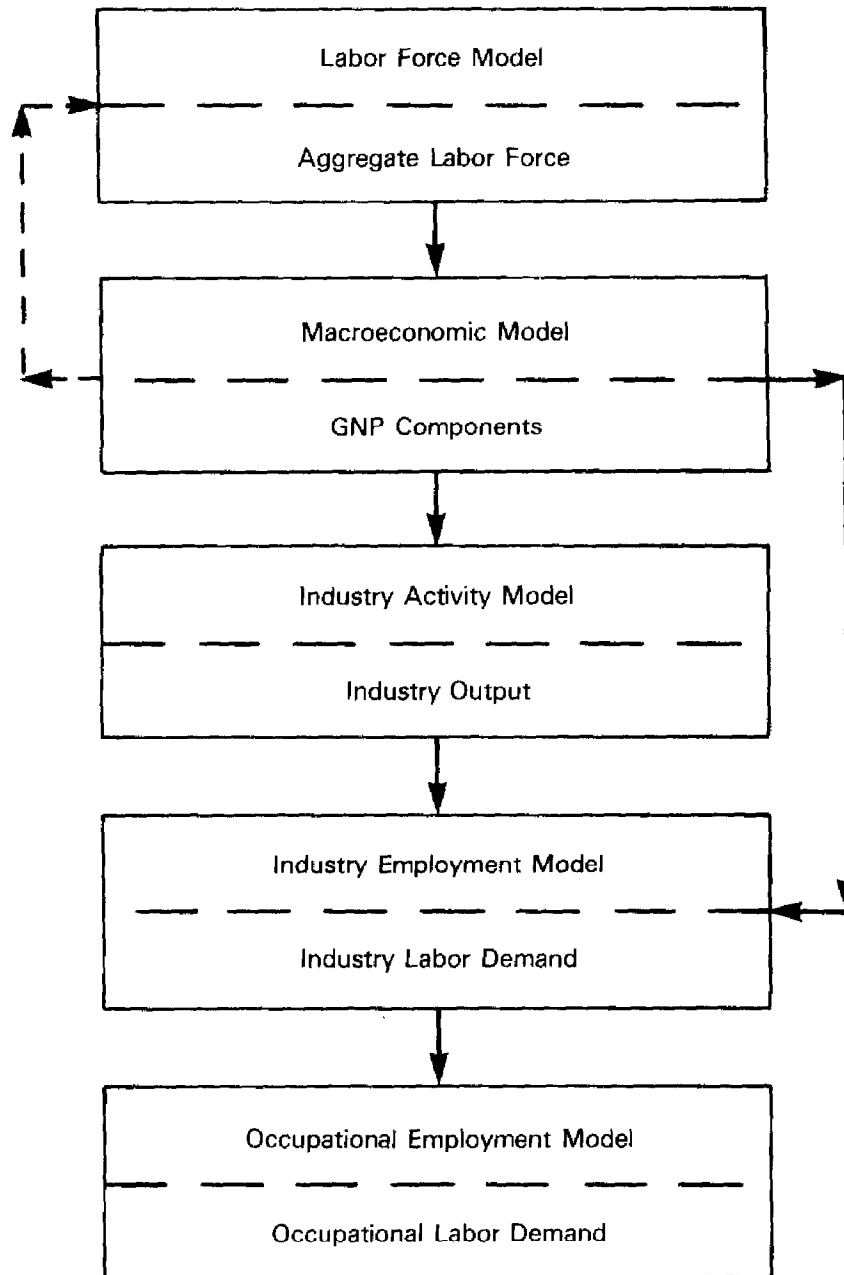 Labor Force Model
Aggregate Labor Force
Macroeconomic Model
GNP Components
Industry Activity Model
Industry Output
Industry Employment Model
Industry Labor Demand
Occupational Employment Model
Occupational Labor Demand